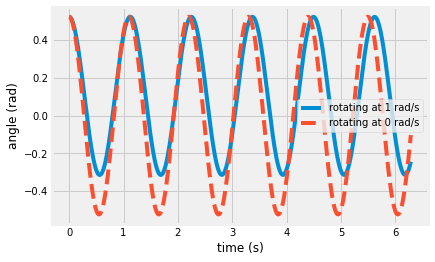 0.4
0.2
0.0
−0.2
−0.4
angle (rad)
rotating at 1 rad/s
rotating at 0 rad/s
0 1 2 3 4 5 6
time (s)